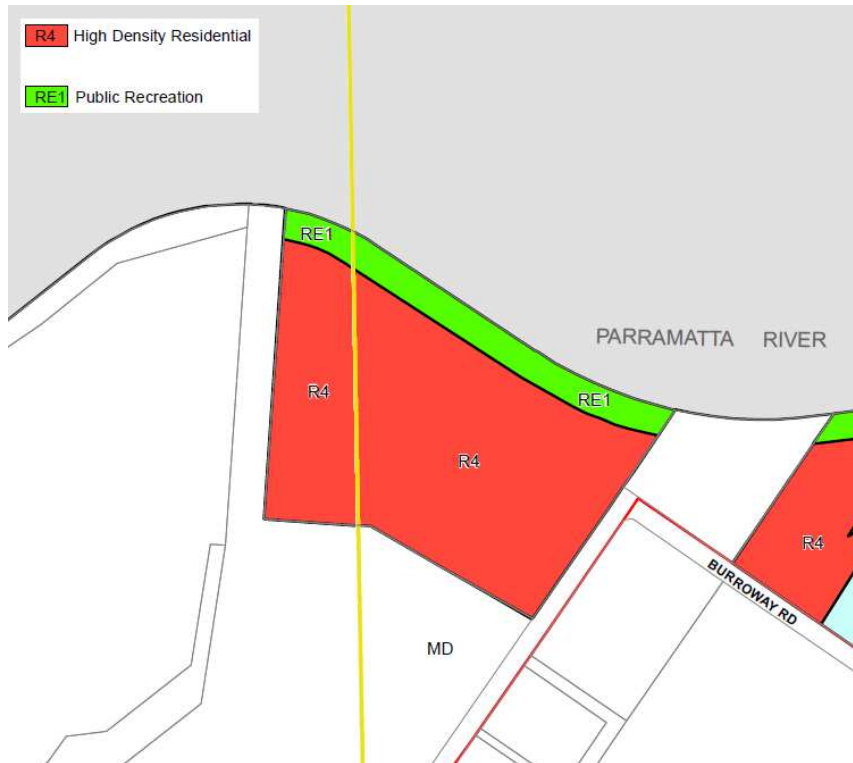 R4 High Density Residential
RE1 Public Recreation
RE1
PARRAMATTA RIVER
R4
RE1
R4
R4
BURROWAY RD
MD